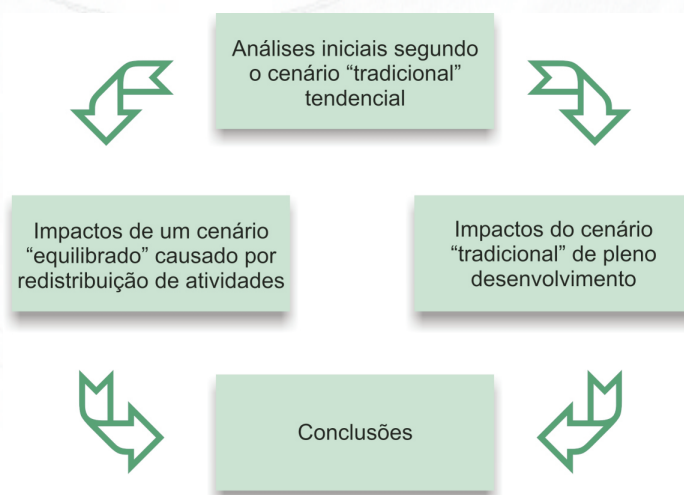 Análises iniciais segundo
o cenário “tradicional”
tendencial
Impactos de um cenário
“equilibrado” causado por
redistribuição de atividades
Impactos do cenário
“tradicional” de pleno
desenvolvimento
Conclusões